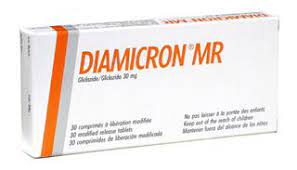 DIAMICRON® MR
Gliclazide/Gliclazide 30 mg
30 comprimés à libération modifiée
30 modified release tablets
30 comprimidos de liberación modificada
Ne pas laisser à la portée des enfants
Keep out of the reach of children
Mantener fuera del alcance de los niños